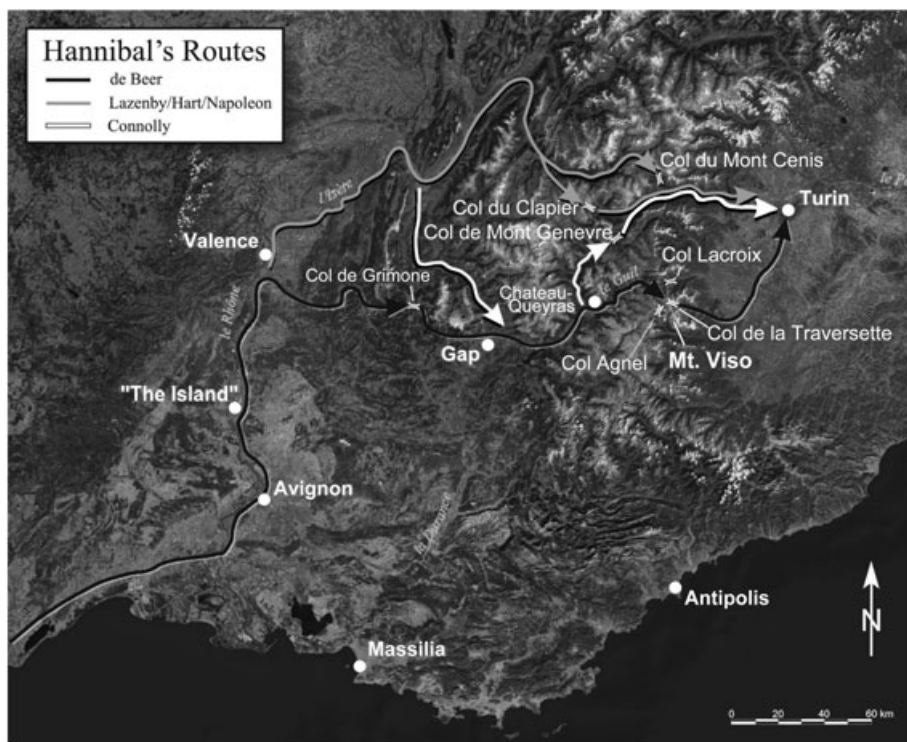 Hannibal's Routes
de Beer
Lazenby/Hart/Napoleon
Connolly
l'Isère
Col du Mont Cenis
le Po
Turin
Col du Clapier
Col de Mont Genevre
Valence
Col de Grimone
Col Lacroix
le Guil
Chateau-
Queyras
le Rhône
Col de la Traversette
Gap
Col Agnel
Mt. Viso
"The Island"
Avignon
la Durance
Antipolis
N
Massilia
0 20 40 60 km